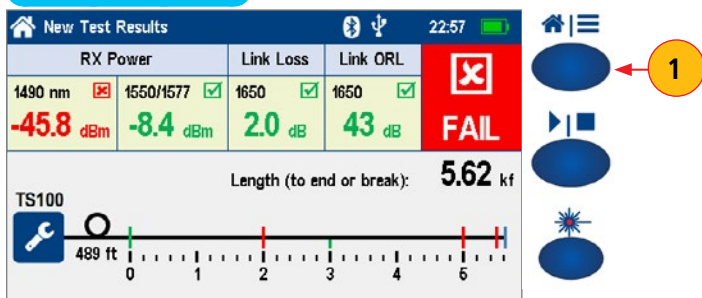 New Test Results 22:57
RX Power Link Loss Link ORL
1490 nm 1550/1577 1650 1650
-45.8 dBm -8.4 dBm 2.0 dB 43 dB FAIL
Length (to end or break): 5.62 kf
TS100
489 ft
0 1 2 3 4 5
1